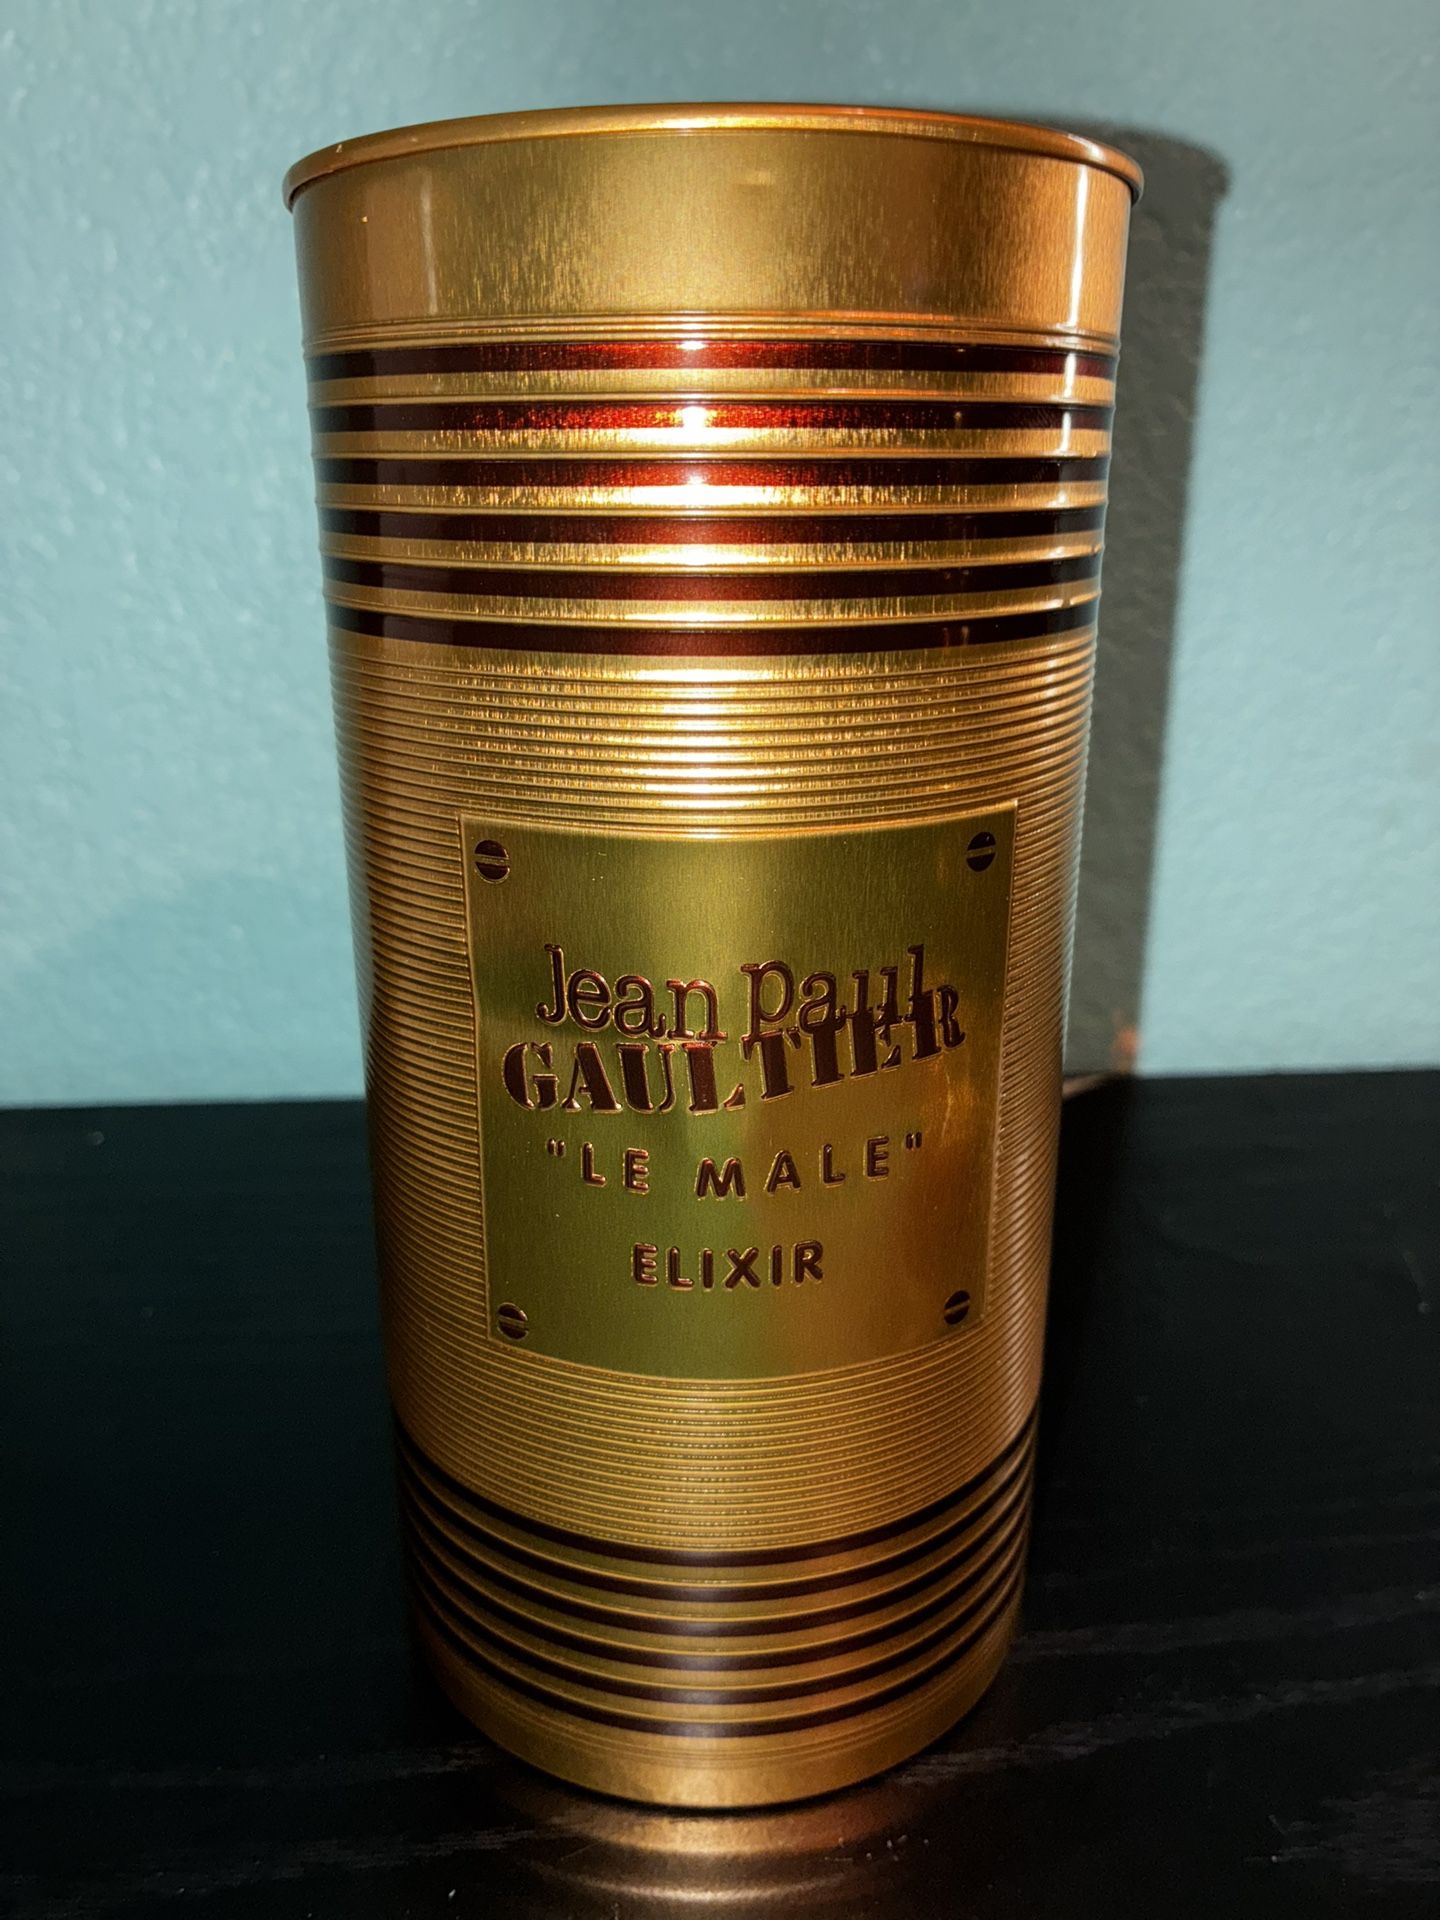 Jean Paul
GAULTIER
"LE MALE"
ELIXIR